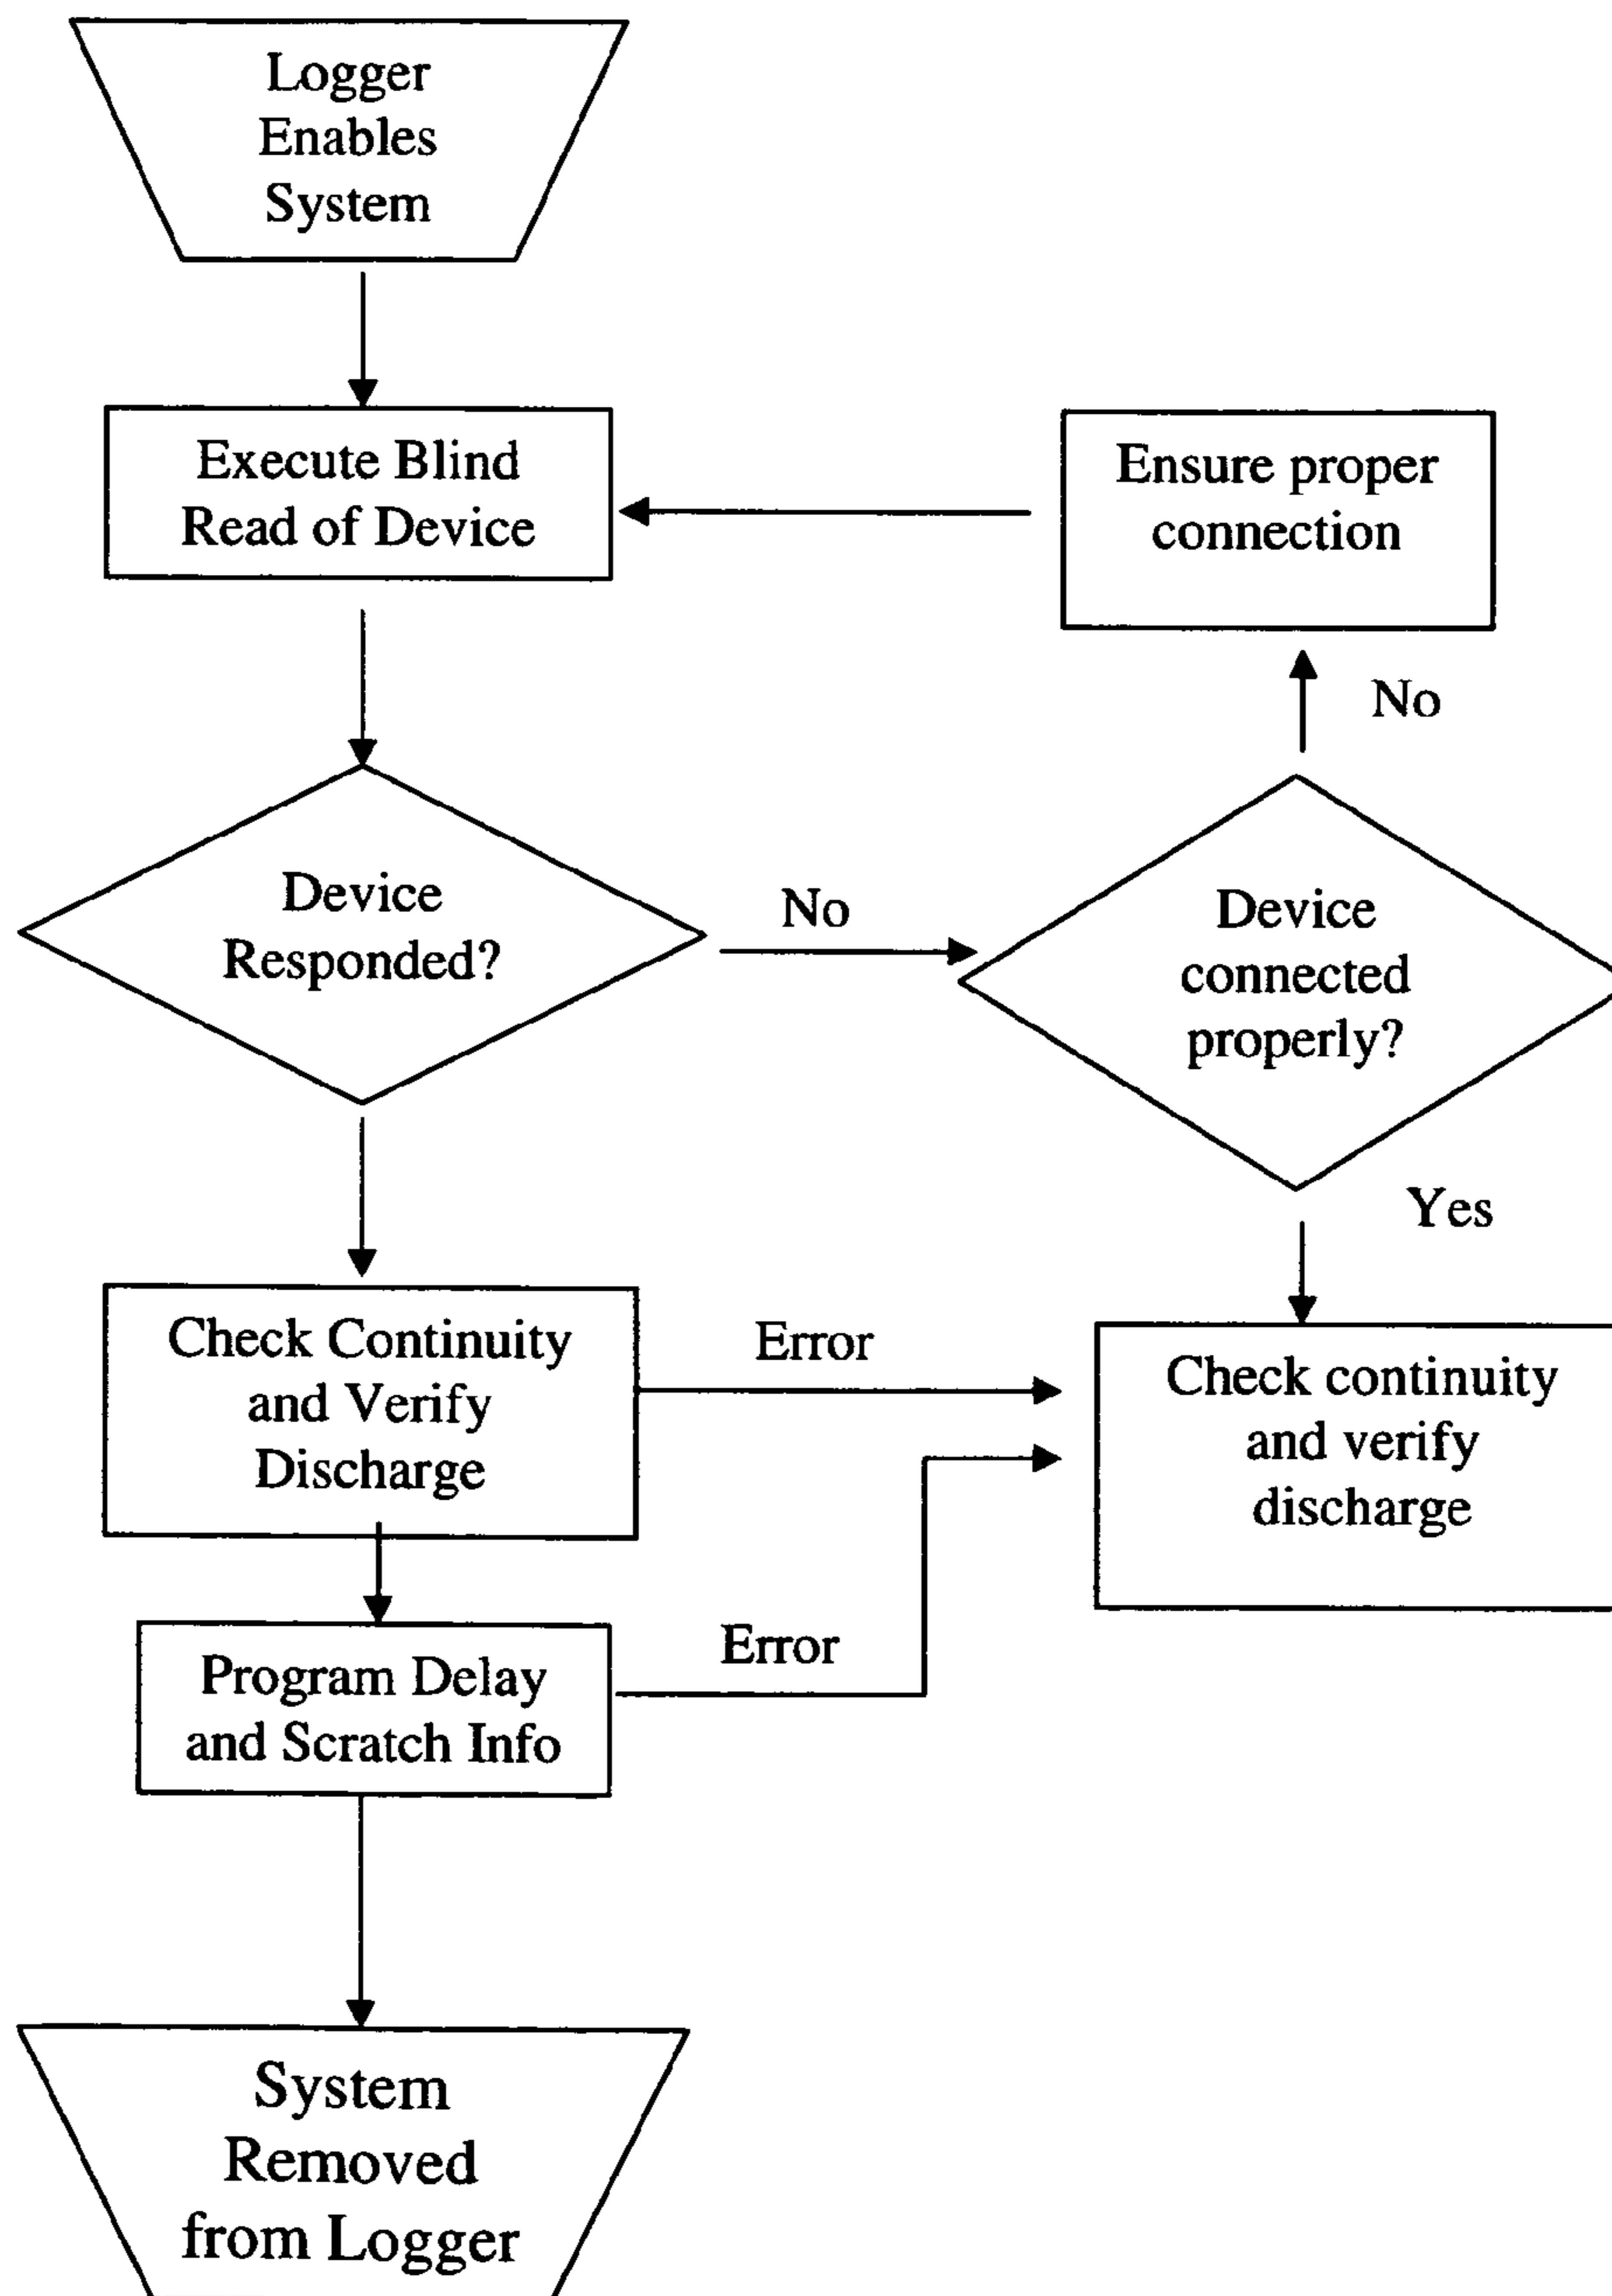 Logger
Enables
System
Execute Blind
Read of Device
Ensure proper
connection
No
Device
Responded?
No
Device
connected
properly?
Yes
Check Continuity
and Verify
Discharge
Error
Check continuity
and verify
discharge
Program Delay
and Scratch Info
Error
System
Removed
from Logger